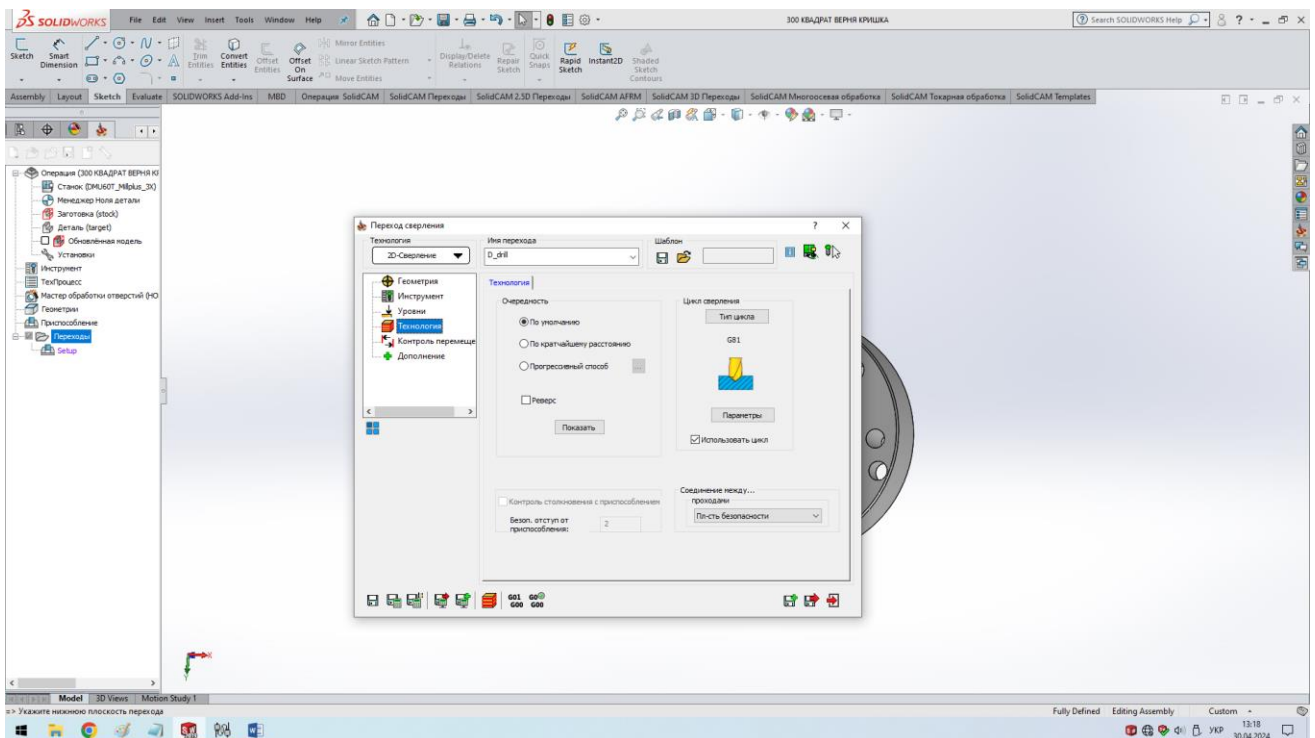 SOLIDWORKS File Edit View Insert Tools Window Help 300 КВАДРАТ ВЕРНЯ КРИШКА Search SOLIDWORKS Help ?
Sketch Smart Dimension Trim Entities Convert Entities Offset Entities Offset On Surface Mirror Entities Linear Sketch Pattern Move Entities Display/Delete Relations Repair Sketch Quick Snaps Rapid Sketch Instant2D Shaded Sketch Contours
Assembly Layout Sketch Evaluate SOLIDWORKS Add-Ins MBD Операция SolidCAM SolidCAM Переходы SolidCAM 2.5D Переходы SolidCAM AFRM SolidCAM 3D Переходы SolidCAM Многоосевая обработка SolidCAM Токарная обработка SolidCAM Templates
Операция (300 КВАДРАТ ВЕРНЯ КР
Станок (DMU60T_Millplus_3X)
Менеджер Ноля детали
Заготовка (stock)
Деталь (target)
Обновлённая модель
Установки
Инструмент
ТехПроцесс
Мастер обработки отверстий (HO
Геометрии
Приспособление
Переходы
Setup
Переход сверления ? X
Технология Имя перехода Шаблон
2D-Сверление D_drill
Геометрия
Инструмент
Уровни
Технология
Контроль перемеще
Дополнение
Технология
Очередность
По умолчанию
По кратчайшему расстоянию
Прогрессивный способ
...
Реверс
Показать
Цикл сверления
Тип цикла
G81
Параметры
Использовать цикл
Контроль столкновения с приспособлением
Безоп. отступ от приспособления: 2
Соединение между...
проходами
Пл-сть безопасности
G01 G00
G00 G00
Model 3D Views Motion Study 1
=> Укажите нижнюю плоскость перехода Fully Defined Editing Assembly Custom
УКР 13:18
30.04.2024